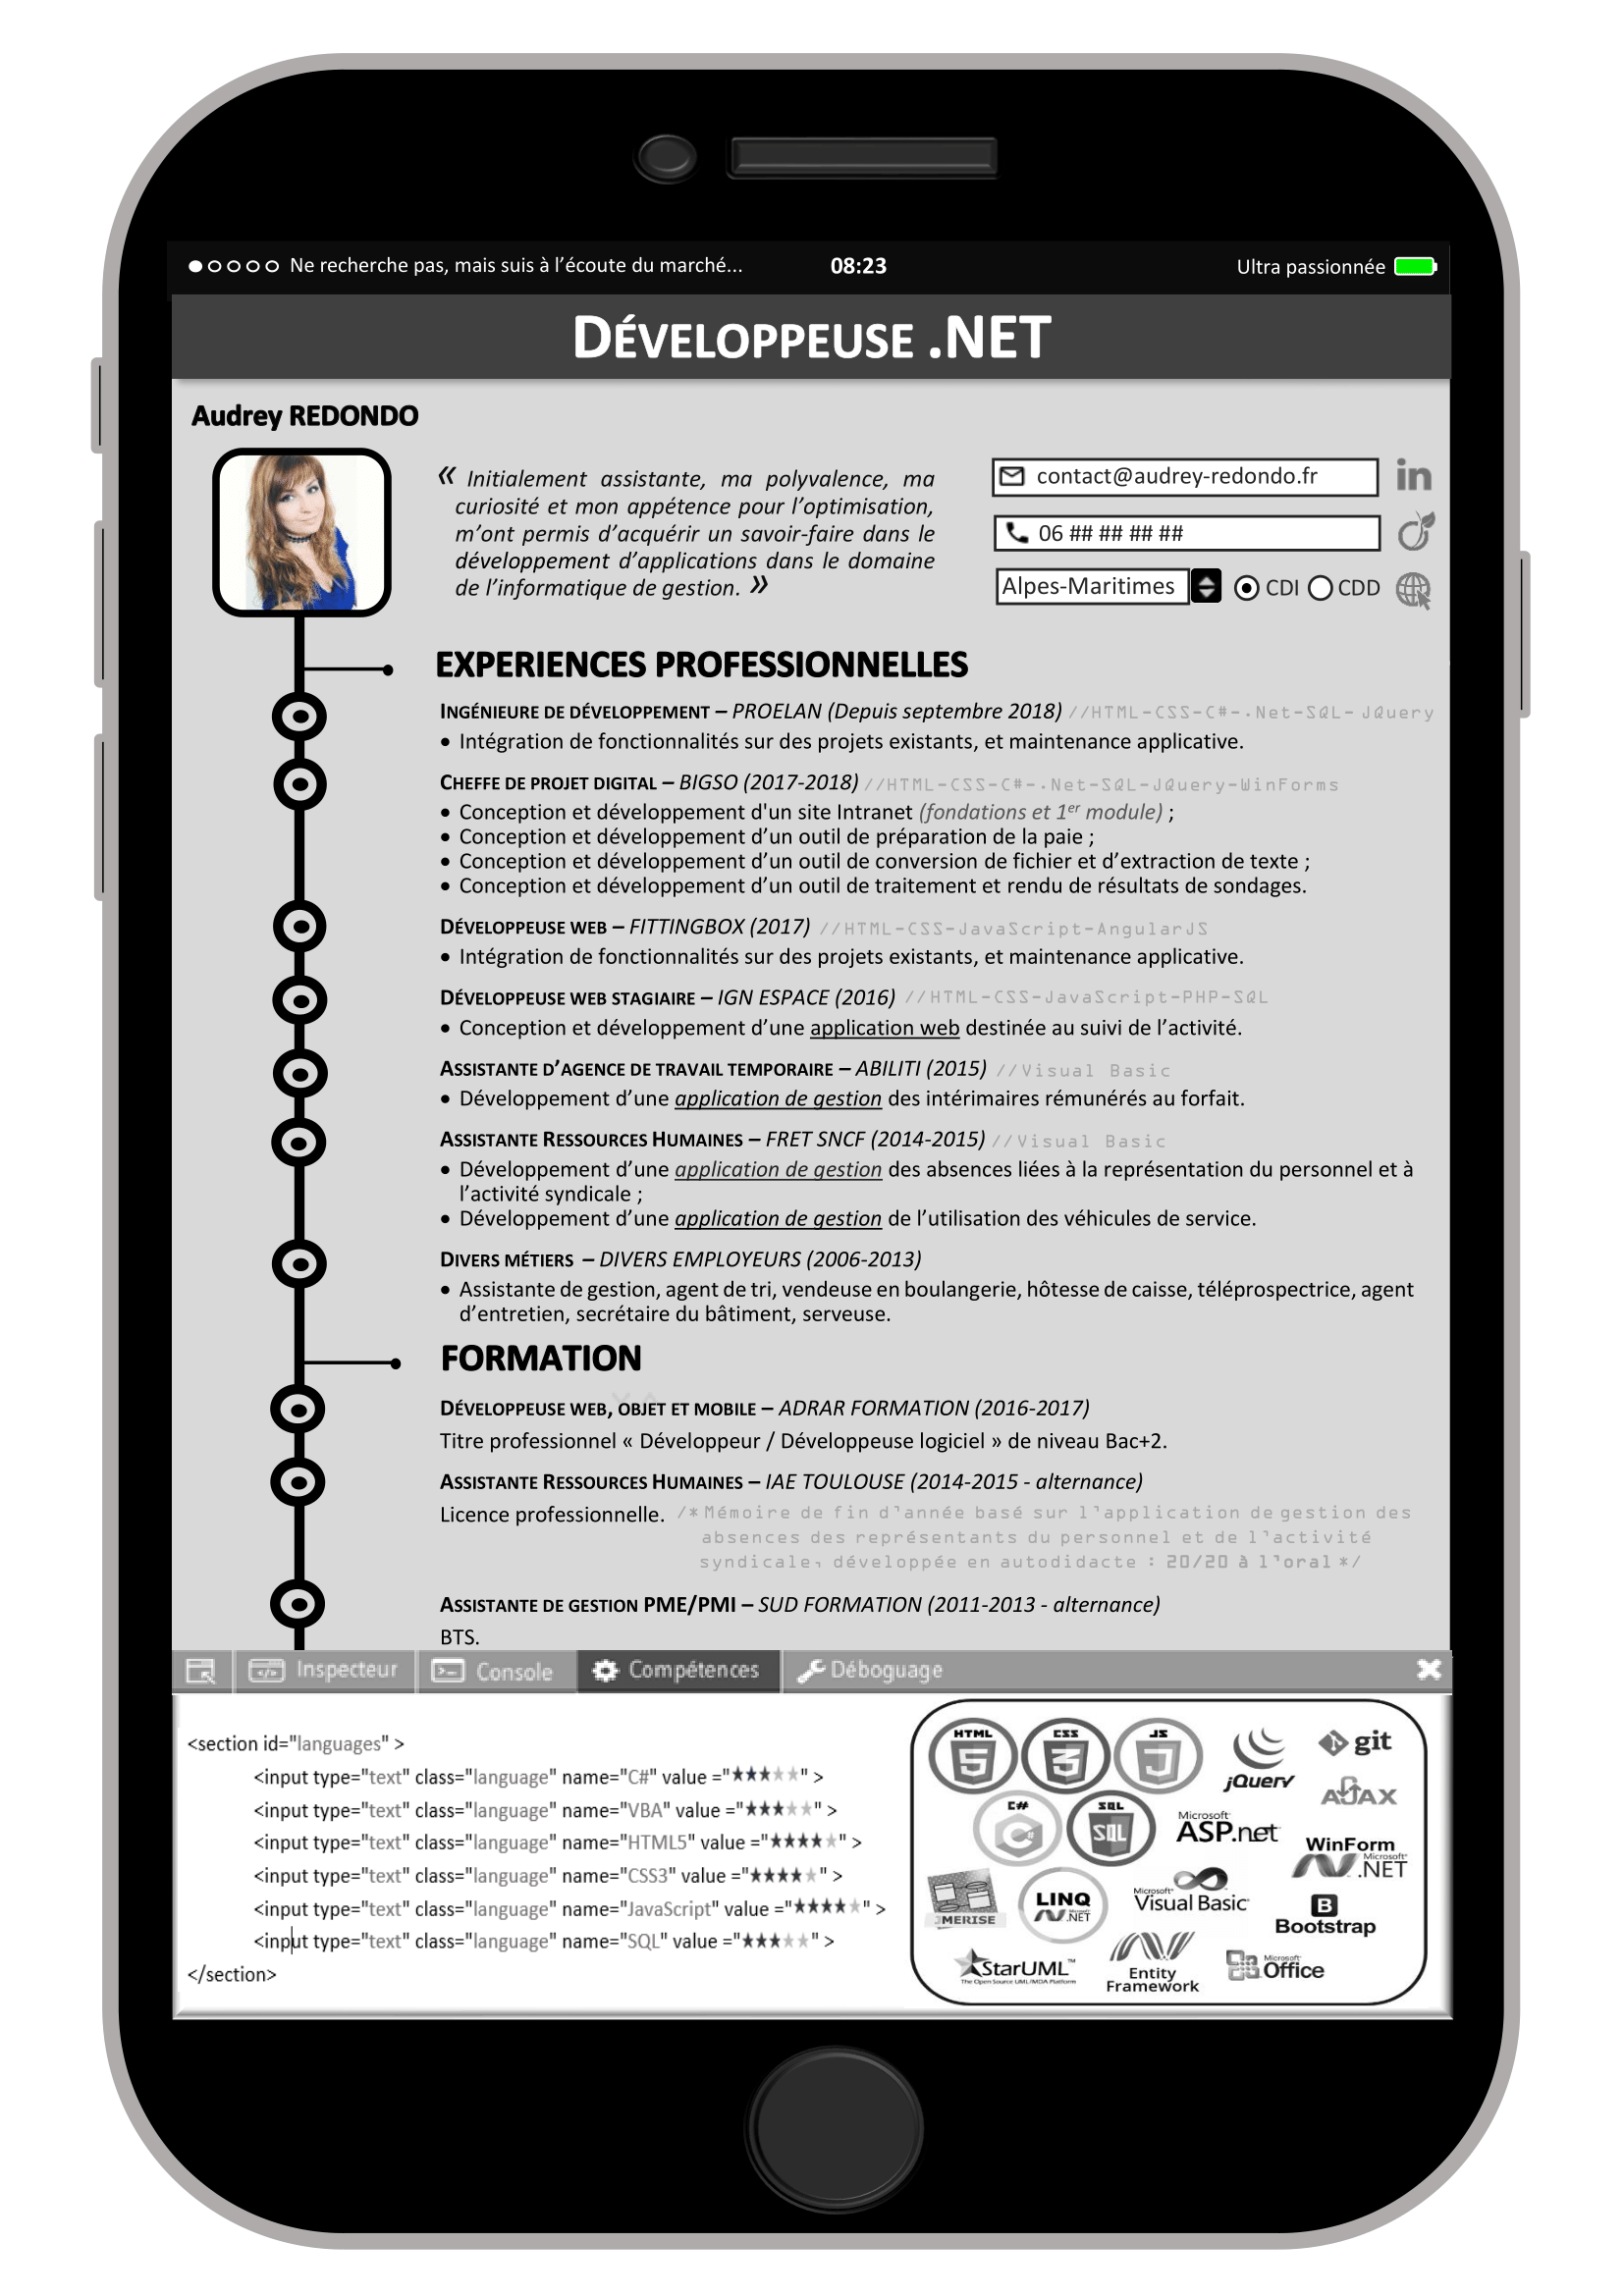 Ne recherche pas, mais suis à l’écoute du marché... 08:23 Ultra passionnée
DÉVELOPPEUSE .NET
Audrey REDONDO
« Initialement assistante, ma polyvalence, ma
curiosité et mon appétence pour l’optimisation,
m’ont permis d’acquérir un savoir-faire dans le
développement d’applications dans le domaine
de l’informatique de gestion. »
contact@audrey-redondo.fr in
06 ## ## ## ##
Alpes-Maritimes CDI CDD
EXPERIENCES PROFESSIONNELLES
INGÉNIEURE DE DÉVELOPPEMENT – PROELAN (Depuis septembre 2018) //HTML-CSS-C#-.Net-SQL- JQuery
• Intégration de fonctionnalités sur des projets existants, et maintenance applicative.
CHEFFE DE PROJET DIGITAL – BIGSO (2017-2018) //HTML-CSS-C#-.Net-SQL-JQuery-WinForms
• Conception et développement d'un site Intranet (fondations et 1er module) ;
• Conception et développement d’un outil de préparation de la paie ;
• Conception et développement d’un outil de conversion de fichier et d’extraction de texte ;
• Conception et développement d’un outil de traitement et rendu de résultats de sondages.
DÉVELOPPEUSE WEB – FITTINGBOX (2017) //HTML-CSS-JavaScript-AngularJS
• Intégration de fonctionnalités sur des projets existants, et maintenance applicative.
DÉVELOPPEUSE WEB STAGIAIRE – IGN ESPACE (2016) //HTML-CSS-JavaScript-PHP-SQL
• Conception et développement d’une application web destinée au suivi de l’activité.
ASSISTANTE D’AGENCE DE TRAVAIL TEMPORAIRE – ABILITI (2015) //Visual Basic
• Développement d’une application de gestion des intérimaires rémunérés au forfait.
ASSISTANTE RESSOURCES HUMAINES – FRET SNCF (2014-2015) //Visual Basic
• Développement d’une application de gestion des absences liées à la représentation du personnel et à
l’activité syndicale ;
• Développement d’une application de gestion de l’utilisation des véhicules de service.
DIVERS MÉTIERS – DIVERS EMPLOYEURS (2006-2013)
• Assistante de gestion, agent de tri, vendeuse en boulangerie, hôtesse de caisse, téléprospectrice, agent
d’entretien, secrétaire du bâtiment, serveuse.
FORMATION
DÉVELOPPEUSE WEB, OBJET ET MOBILE – ADRAR FORMATION (2016-2017)
Titre professionnel « Développeur / Développeuse logiciel » de niveau Bac+2.
ASSISTANTE RESSOURCES HUMAINES – IAE TOULOUSE (2014-2015 - alternance)
Licence professionnelle. /* Mémoire de fin d’année basé sur l’application de gestion des
absences des représentants du personnel et de l’activité
syndicale, développée en autodidacte : 20/20 à l’oral */
ASSISTANTE DE GESTION PME/PMI – SUD FORMATION (2011-2013 - alternance)
BTS.
Inspecteur Console Compétences Déboguage
<section id="languages" >
<input type="text" class="language" name="C#" value ="★★★★★" >
<input type="text" class="language" name="VBA" value ="★★★★★" >
<input type="text" class="language" name="HTML5" value ="★★★★★" >
<input type="text" class="language" name="CSS3" value ="★★★★★" >
<input type="text" class="language" name="JavaScript" value ="★★★★★" >
<input type="text" class="language" name="SQL" value ="★★★★★" >
</section>
HTML 5 CSS 3 JS jQuery git
AJAX
C# C SQL SQL Microsoft ASP.net
WinForm Microsoft .NET
JMERISE LINQ .NET Microsoft Visual Basic
B Bootstrap
StarUML™ The Open Source UML/MDA Platform
Entity Framework
Microsoft Office